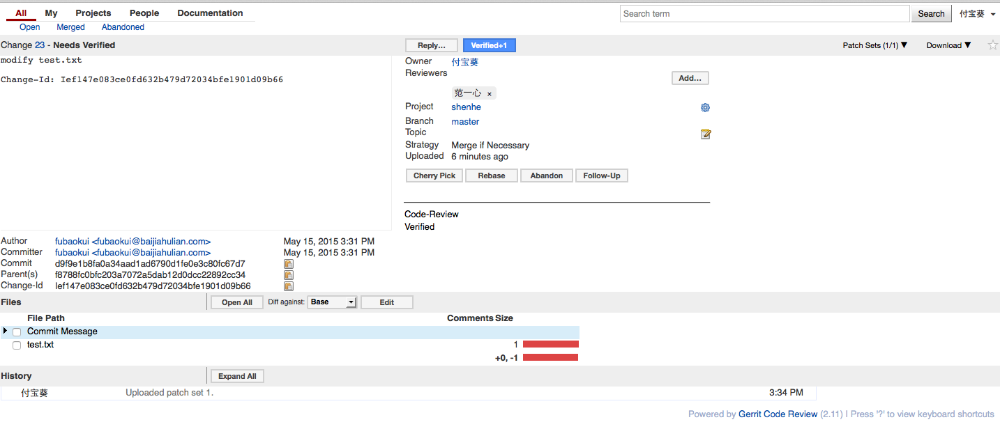 All My Projects People Documentation Search term Search 付宝葵
Open Merged Abandoned
Change 23 - Needs Verified Reply... Verified+1 Patch Sets (1/1) ▼ Download ▼
modify test.txt
Change-Id: Ief147e083ce0fd632b479d72034bfe1901d09b66
Owner 付宝葵
Reviewers Add...
范一心 ×
Project shenhe
Branch master
Topic
Strategy Merge if Necessary
Uploaded 6 minutes ago
Cherry Pick Rebase Abandon Follow-Up
Code-Review
Verified
Author fubaokui <fubaokui@baijiahulian.com> May 15, 2015 3:31 PM
Committer fubaokui <fubaokui@baijiahulian.com> May 15, 2015 3:31 PM
Commit d9f9e1b8fa0a34aad1ad6790d1fe0e3c80fc67d7
Parent(s) f8788fc0bfc203a7072a5dab12d0dcc22892cc34
Change-Id Ief147e083ce0fd632b479d72034bfe1901d09b66
Files Open All Diff against: Base Edit
File Path Comments Size
Commit Message
test.txt 1
+0, -1
History Expand All
付宝葵 Uploaded patch set 1. 3:34 PM
Powered by Gerrit Code Review (2.11) | Press '?' to view keyboard shortcuts